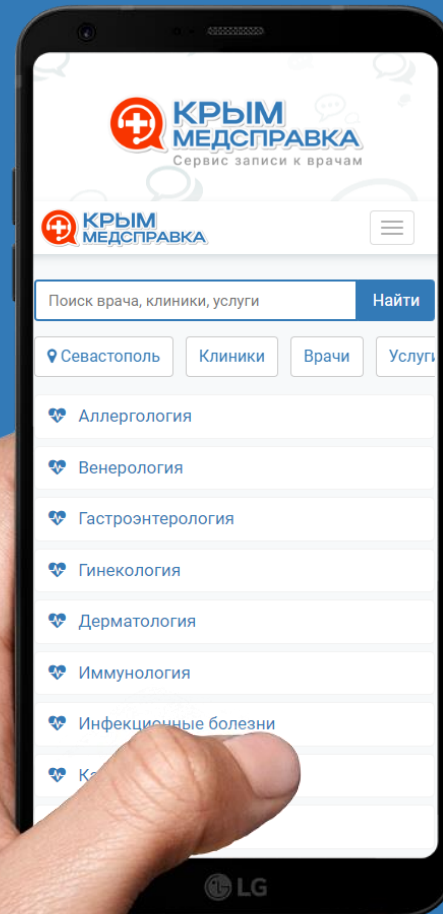 КРЫМ
МЕДСПРАВКА
Сервис записи к врачам
КРЫМ
МЕДСПРАВКА
Поиск врача, клиники, услуги
Найти
Севастополь
Клиники
Врачи
Услуги
Аллергология
Венерология
Гастроэнтерология
Гинекология
Дерматология
Иммунология
Инфекционные болезни
LG